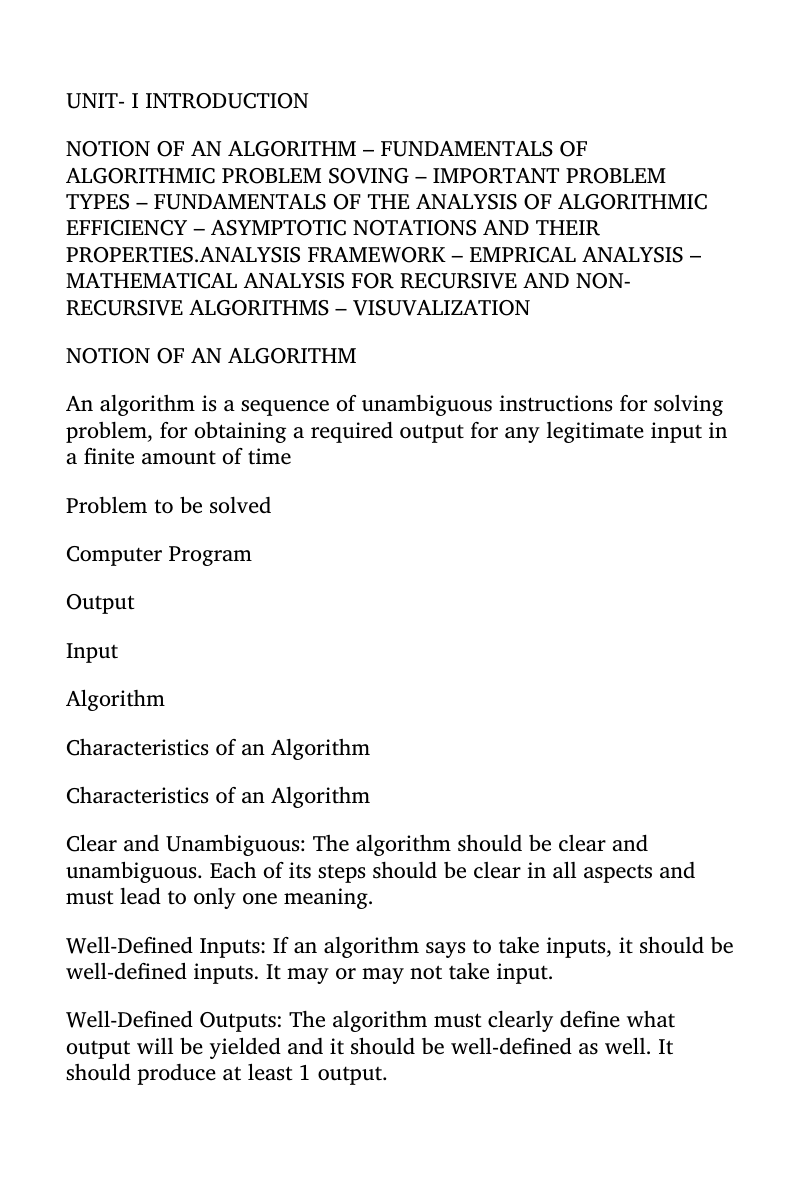 UNIT- I INTRODUCTION
NOTION OF AN ALGORITHM – FUNDAMENTALS OF
ALGORITHMIC PROBLEM SOVING – IMPORTANT PROBLEM
TYPES – FUNDAMENTALS OF THE ANALYSIS OF ALGORITHMIC
EFFICIENCY – ASYMPTOTIC NOTATIONS AND THEIR
PROPERTIES.ANALYSIS FRAMEWORK – EMPRICAL ANALYSIS –
MATHEMATICAL ANALYSIS FOR RECURSIVE AND NON-
RECURSIVE ALGORITHMS – VISUVALIZATION
NOTION OF AN ALGORITHM
An algorithm is a sequence of unambiguous instructions for solving
problem, for obtaining a required output for any legitimate input in
a finite amount of time
Problem to be solved
Computer Program
Output
Input
Algorithm
Characteristics of an Algorithm
Characteristics of an Algorithm
Clear and Unambiguous: The algorithm should be clear and
unambiguous. Each of its steps should be clear in all aspects and
must lead to only one meaning.
Well-Defined Inputs: If an algorithm says to take inputs, it should be
well-defined inputs. It may or may not take input.
Well-Defined Outputs: The algorithm must clearly define what
output will be yielded and it should be well-defined as well. It
should produce at least 1 output.